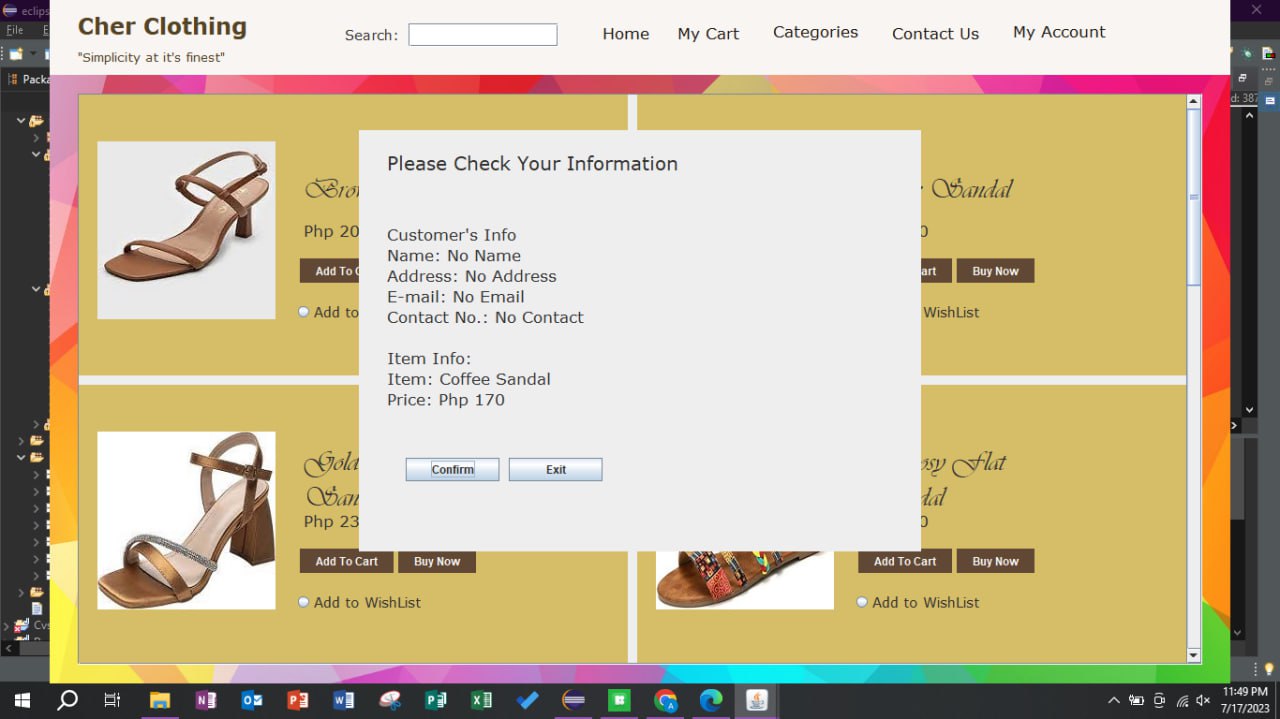 eclips
File E
Packa
Cvs
d: 387
Cher Clothing
"Simplicity at it's finest"
Search:
Home My Cart Categories Contact Us My Account
Please Check Your Information
Customer's Info
Name: No Name
Address: No Address
E-mail: No Email
Contact No.: No Contact
Item Info:
Item: Coffee Sandal
Price: Php 170
Confirm Exit
Bro
Php 20
Add To C
Add to
Sandal
0
art Buy Now
WishList
Gold
San
Php 23
Add To Cart Buy Now
Add to WishList
osy Flat
dal
0
Add To Cart Buy Now
Add to WishList
11:49 PM
7/17/2023